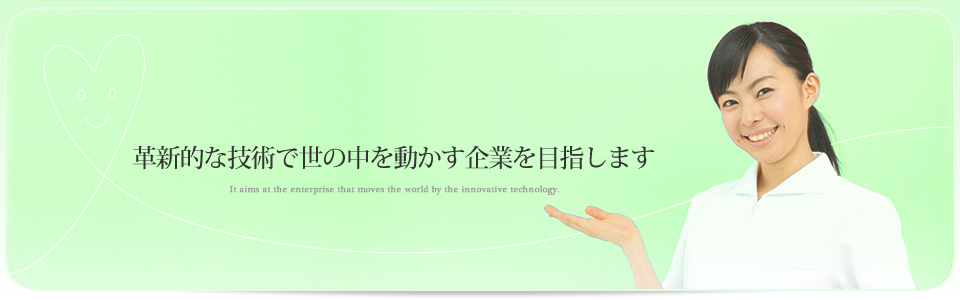 革新的な技術で世の中を動かす企業を目指します
It aims at the enterprise that moves the world by the innovative technology.